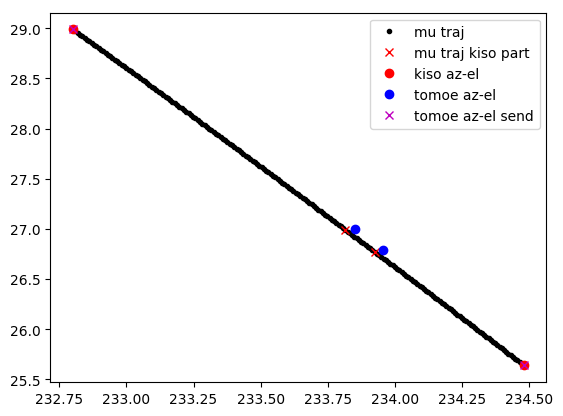 29.0
28.5
28.0
27.5
27.0
26.5
26.0
25.5
232.75 233.00 233.25 233.50 233.75 234.00 234.25 234.50
mu traj
mu traj kiso part
kiso az-el
tomoe az-el
tomoe az-el send